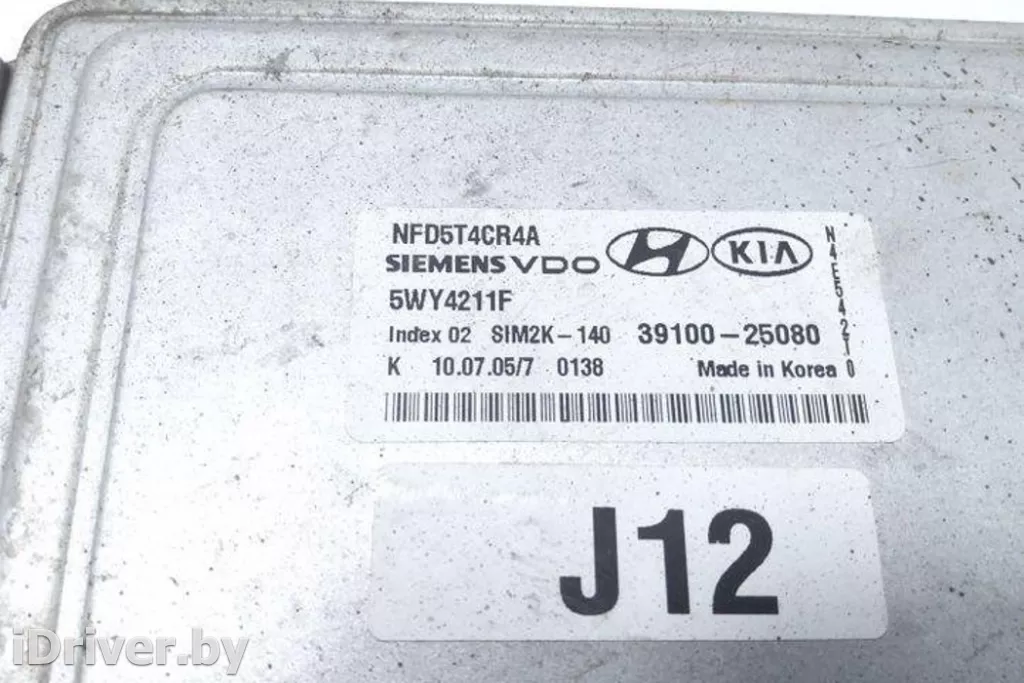 NFD5T4CR4A
SIEMENS VDO KIA
5WY4211F
Index 02 SIM2K-140 39100-25080
K 10.07.05/7 0138 Made in Korea
N4E54210
J12
iDriver.by